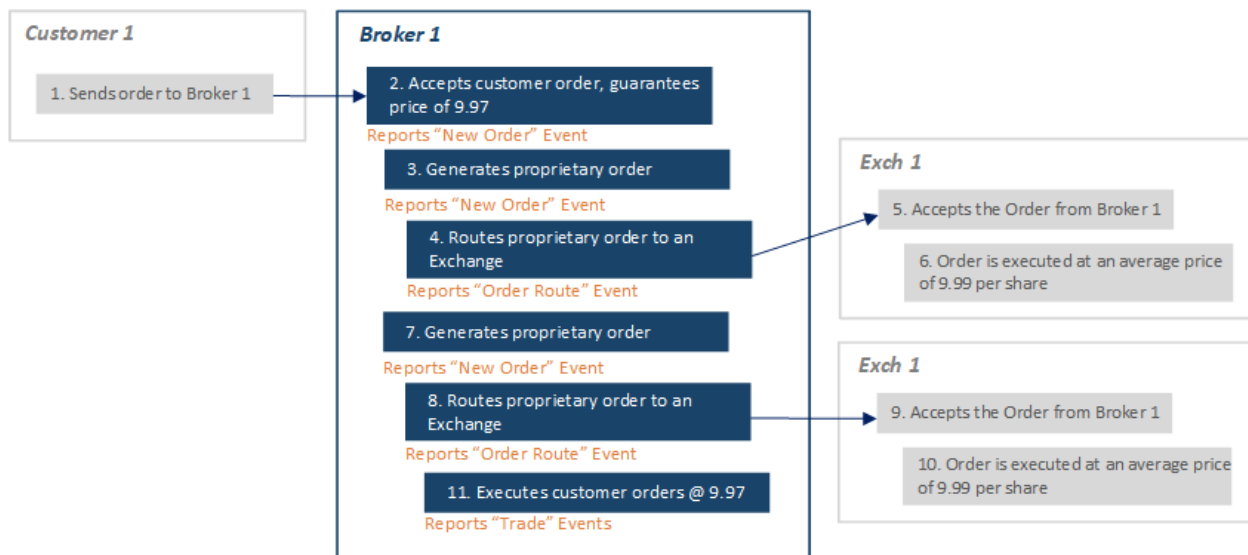 Customer 1
1. Sends order to Broker 1
Broker 1
2. Accepts customer order, guarantees
price of 9.97
Reports “New Order” Event
3. Generates proprietary order
Reports “New Order” Event
4. Routes proprietary order to an
Exchange
Reports “Order Route” Event
Exch 1
5. Accepts the Order from Broker 1
6. Order is executed at an average price
of 9.99 per share
7. Generates proprietary order
Reports “New Order” Event
8. Routes proprietary order to an
Exchange
Reports “Order Route” Event
Exch 1
9. Accepts the Order from Broker 1
10. Order is executed at an average price
of 9.99 per share
11. Executes customer orders @ 9.97
Reports “Trade” Events